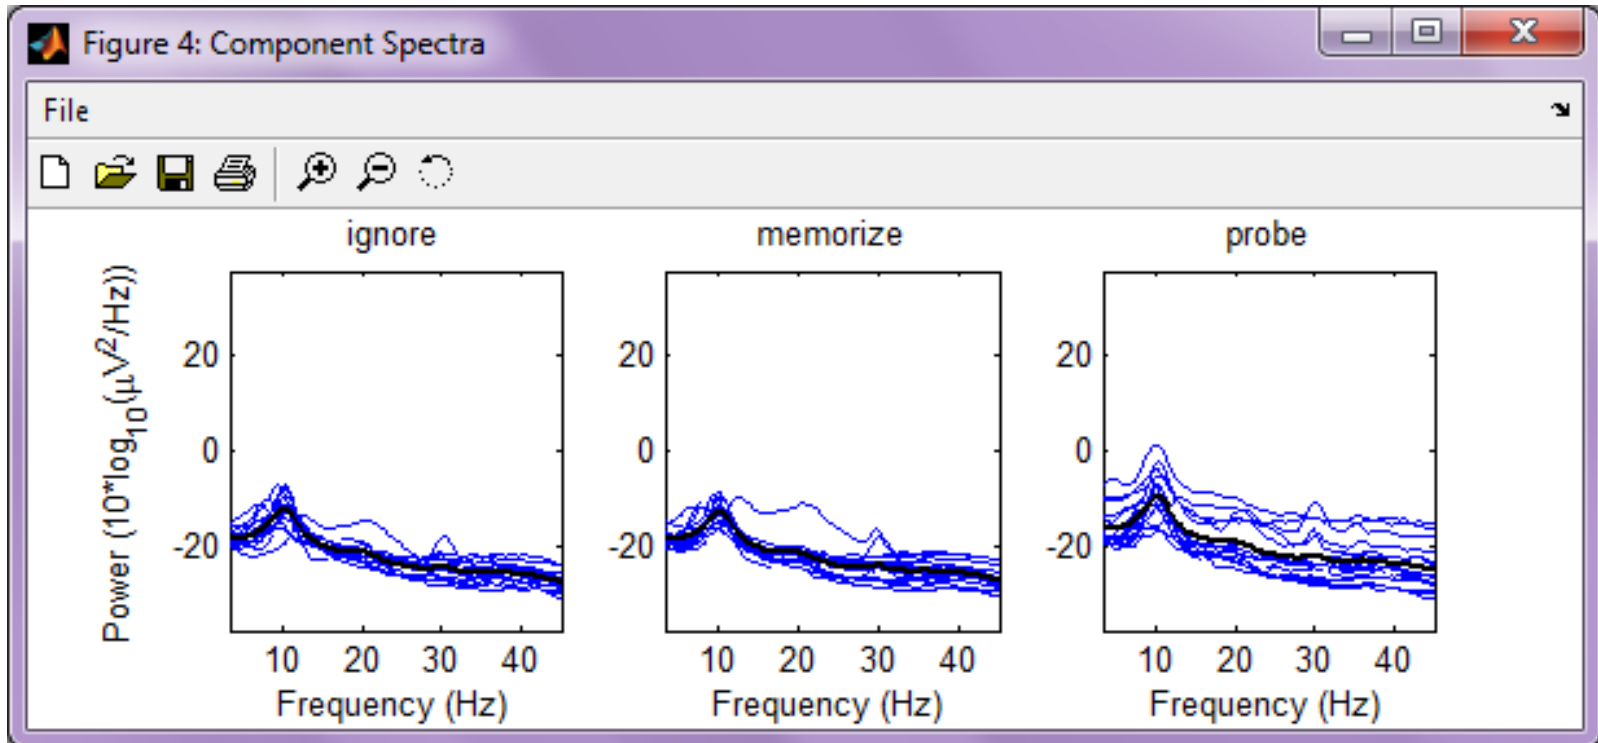 Figure 4: Component Spectra
File
ignore
memorize
probe
Power (10*log10(μV2/Hz))
20
0
-20
10 20 30 40
Frequency (Hz)
20
0
-20
10 20 30 40
Frequency (Hz)
20
0
-20
10 20 30 40
Frequency (Hz)